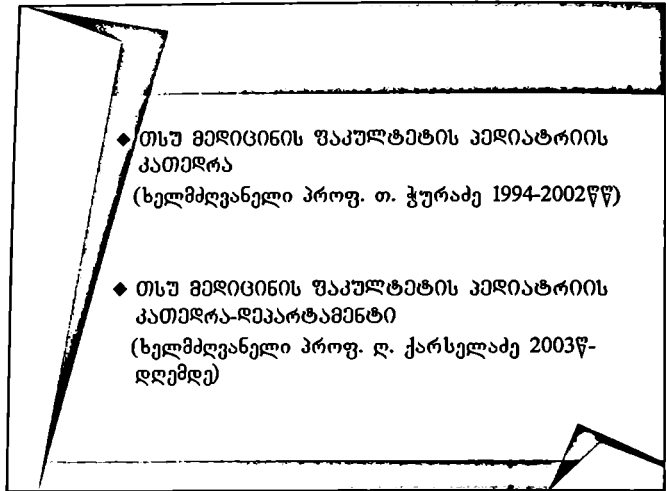 ◆ თსუ მედიცინის ფაკულტეტის პედიატრიის
კათედრა
(ხელმძღვანელი პროფ. თ. ჭურაძე 1994-2002წწ)
◆ თსუ მედიცინის ფაკულტეტის პედიატრიის
კათედრა-დეპარტამენტი
(ხელმძღვანელი პროფ. ღ. ქარსელაძე 2003წ-
დღემდე)